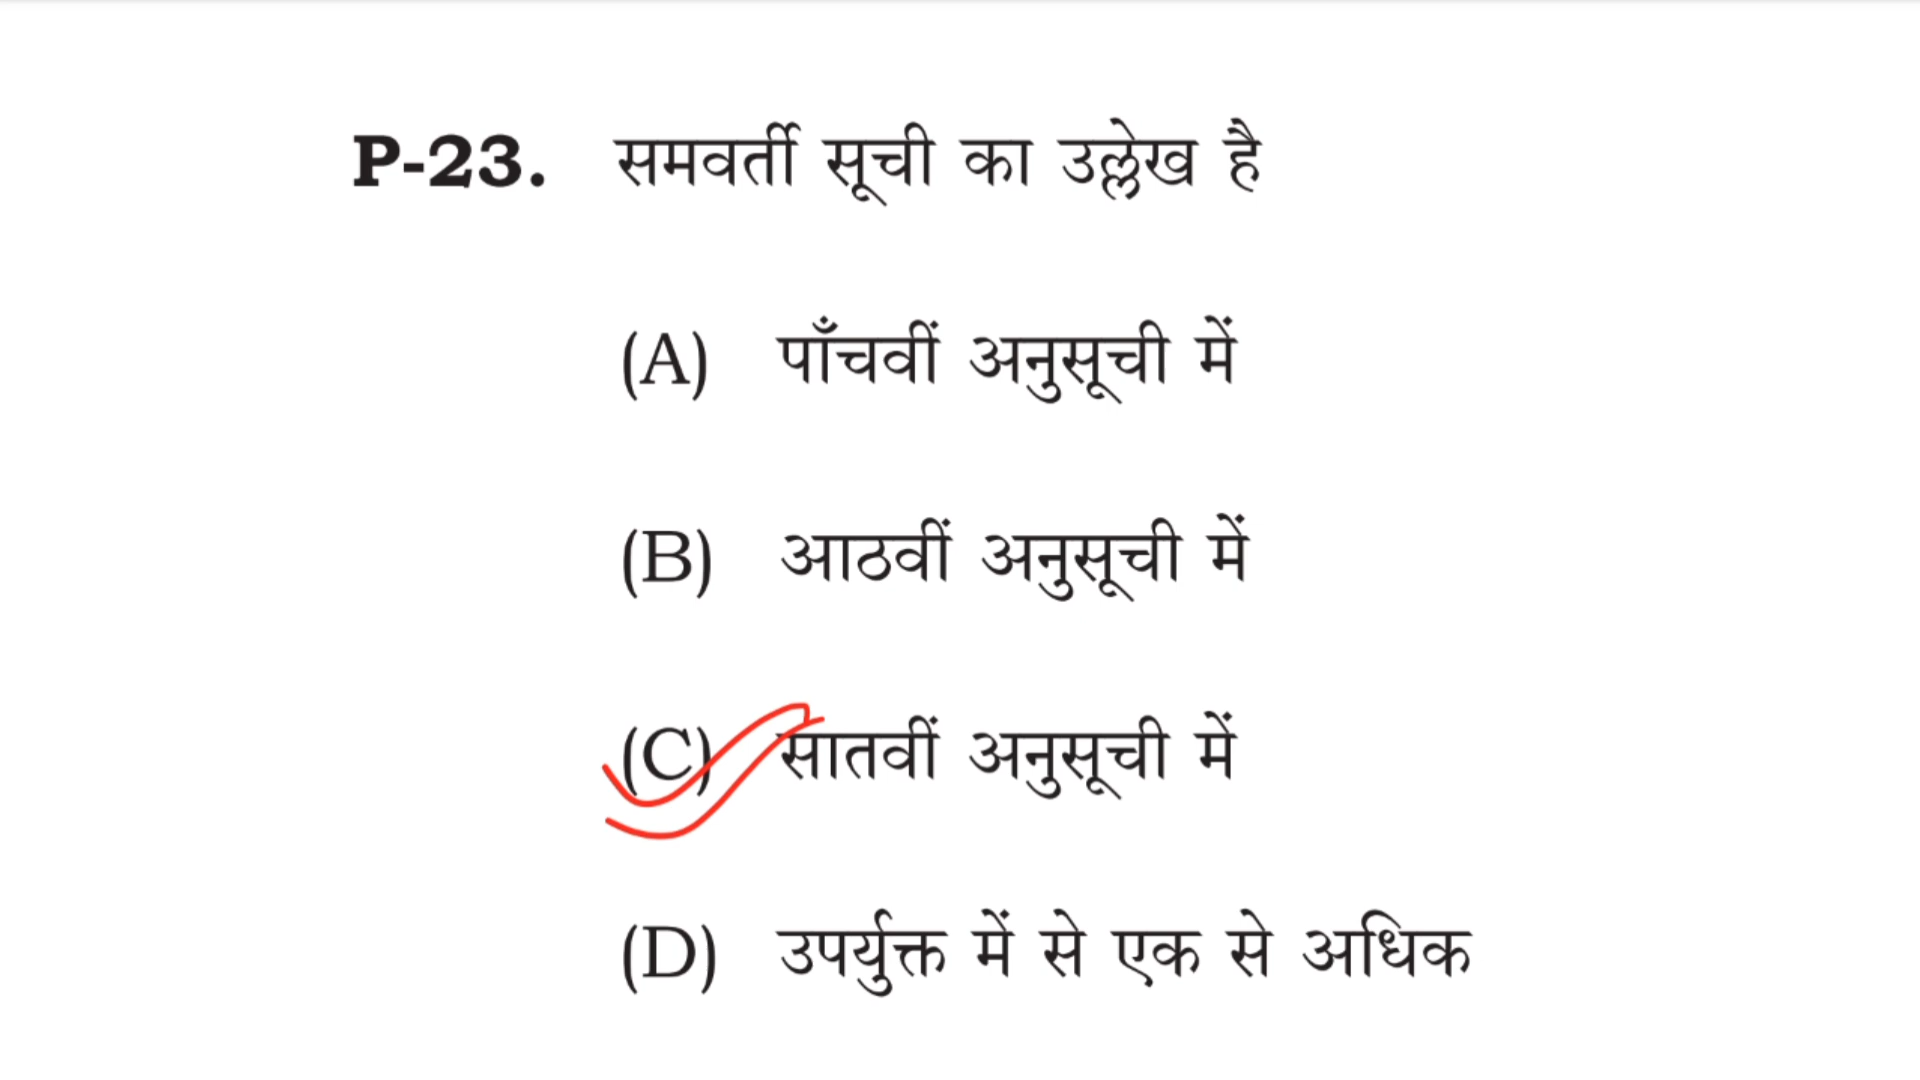 P-23. समवर्ती सूची का उल्लेख है
(A) पाँचवीं अनुसूची में
(B) आठवीं अनुसूची में
(C) सातवीं अनुसूची में
(D) उपर्युक्त में से एक से अधिक